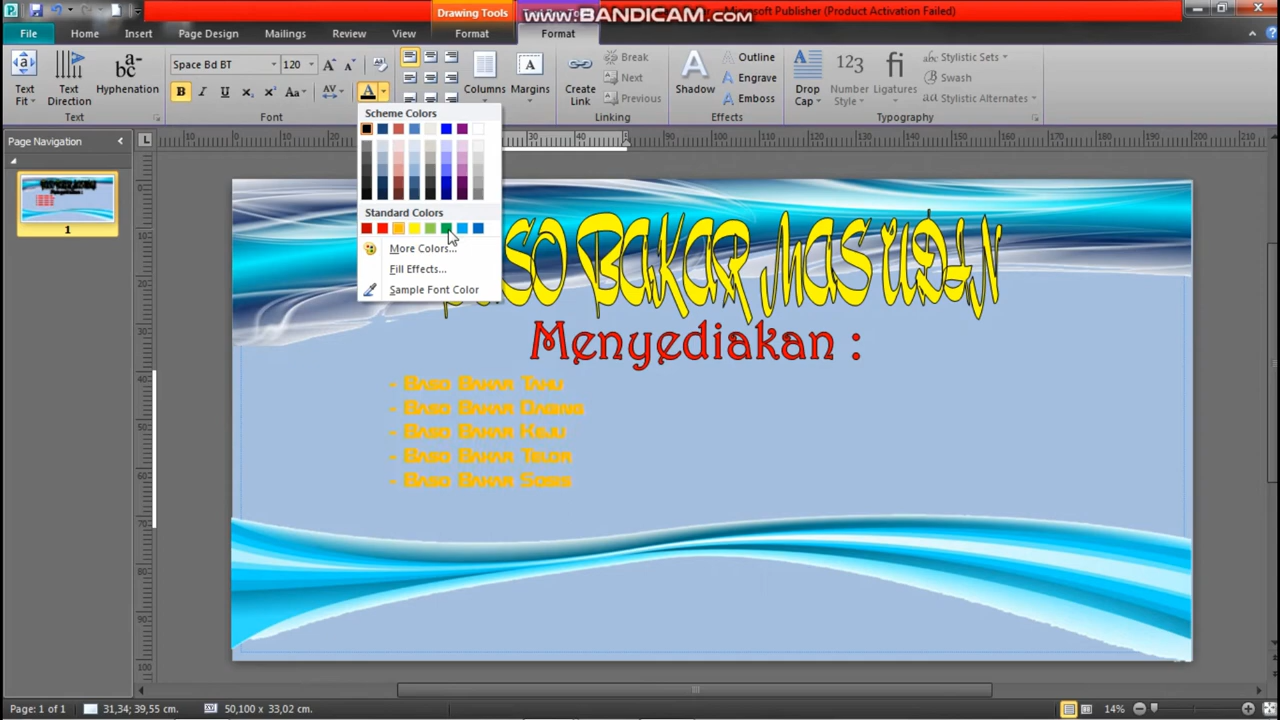 Drawing Tools
www.BANDICAM.com
Microsoft Publisher (Product Activation Failed)
File Home Insert Page Design Mailings Review View Format Format
Space Bd BT 120
Break Outline Stylistic Sets
Next Engrave Swash
Previous Emboss Stylistic Alternates
Text Fit
Text Direction
Hyphenation
Columns
Margins
Create Link
Shadow
Drop Cap
Number Style
Ligatures
Text Font Linking Effects Typography
Scheme Colors
Standard Colors
More Colors...
Fill Effects...
Sample Font Color
Page Navigation
1
SO BAKAR MAS UDIN
Menyediakan :
- Baso Bakar Tahu
- Baso Bakar Daging
- Baso Bakar Keju
- Baso Bakar Telor
- Baso Bakar Sosis
Page: 1 of 1 31,34; 39,55 cm. 50,100 x 33,02 cm. 14%